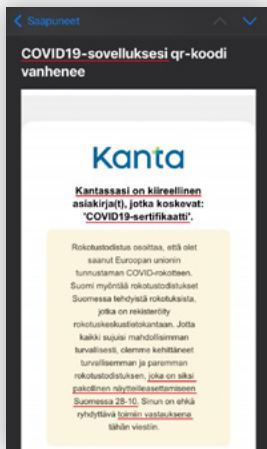 Saapuneet
COVID19-sovelluksesi qr-koodi
vanhenee
Kanta
Kantassasi on kiireellinen
asiakirja(t), jotka koskevat:
'COVID19-sertifikaatti'.
Rokotustodistus osoittaa, että olet
saanut Euroopan unionin
tunnustaman COVID-rokotteen.
Suomi myöntää rokotustodistukset
Suomessa tehdyistä rokotuksista,
jotka on rekisteröity
rokotuskeskustietokantaan. Jotta
kaikki sujuisi mahdollisimman
turvallisesti, olemme kehittäneet
turvallisemman ja paremman
rokotustodistuksen, joka on siksi
pakollinen näytteilleasettamiseen
Suomessa 28-10. Sinun on ehkä
ryhdyttävä toimiin vastauksena
tähän viestiin.